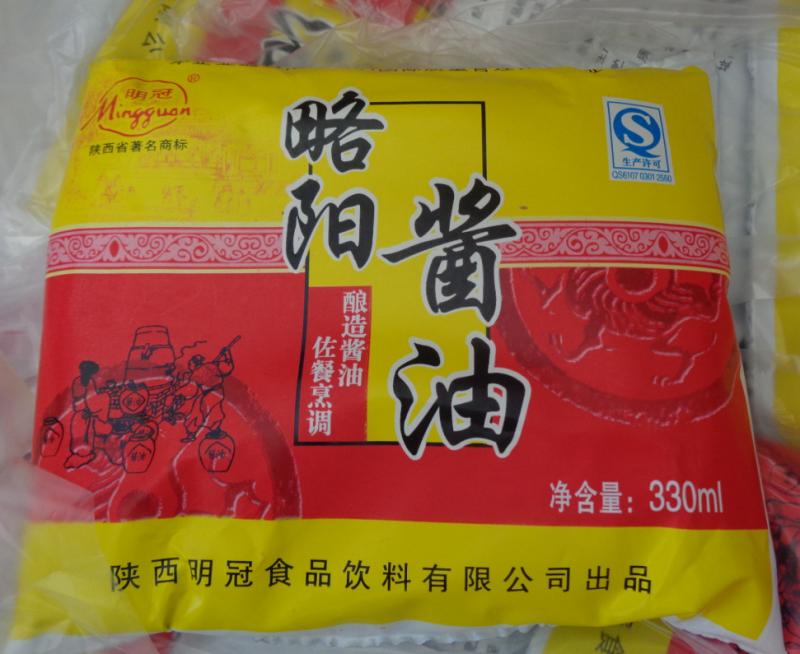 明冠
Mingguan®
陕西省著名商标
略阳
酱油
酿造酱油
佐餐烹调
生产许可
QS6107 0301 2560
净含量：330ml
陕西明冠食品饮料有限公司出品